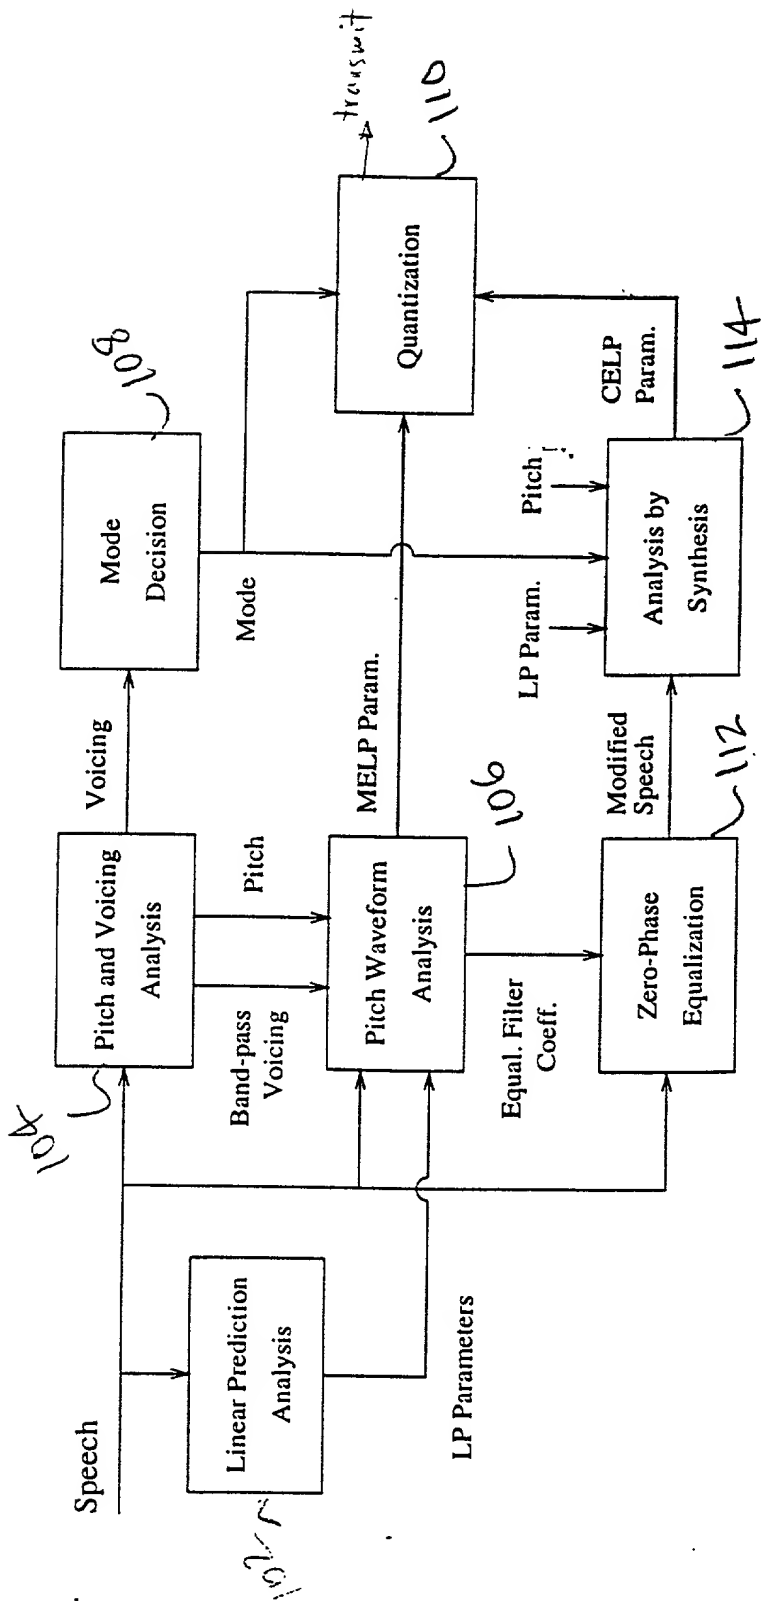 Speech
102
Linear Prediction
Analysis
LP Parameters
104
Pitch and Voicing
Analysis
Voicing
108
Mode
Decision
Mode
Band-pass
Voicing
Pitch
Pitch Waveform
Analysis
106
MELP Param.
Quantization
transmit
110
Equal. Filter
Coeff.
Zero-Phase
Equalization
112
Modified
Speech
LP Param.
Pitch
Analysis by
Synthesis
114
CELP
Param.